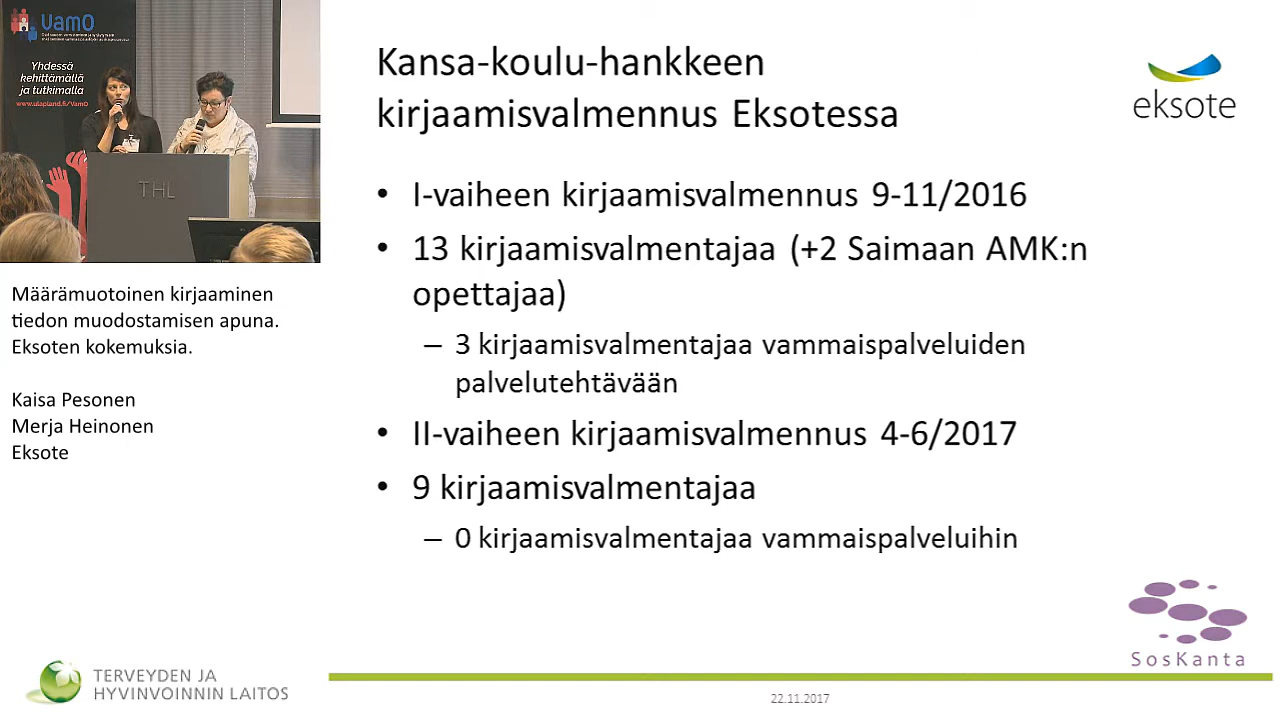 VamO
Yhdessä
kehittämällä
ja tutkimalla
www.ulapland.fi/VamO
THL
Määrämuotoinen kirjaaminen
tiedon muodostamisen apuna.
Eksoten kokemuksia.
Kaisa Pesonen
Merja Heinonen
Eksote
Kansa-koulu-hankkeen
kirjaamisvalmennus Eksotessa
eksote
• I-vaiheen kirjaamisvalmennus 9-11/2016
• 13 kirjaamisvalmentajaa (+2 Saimaan AMK:n
opettajaa)
– 3 kirjaamisvalmentajaa vammaispalveluiden
palvelutehtävään
• II-vaiheen kirjaamisvalmennus 4-6/2017
• 9 kirjaamisvalmentajaa
– 0 kirjaamisvalmentajaa vammaispalveluihin
SosKanta
TERVEYDEN JA
HYVINVOINNIN LAITOS
22.11.2017